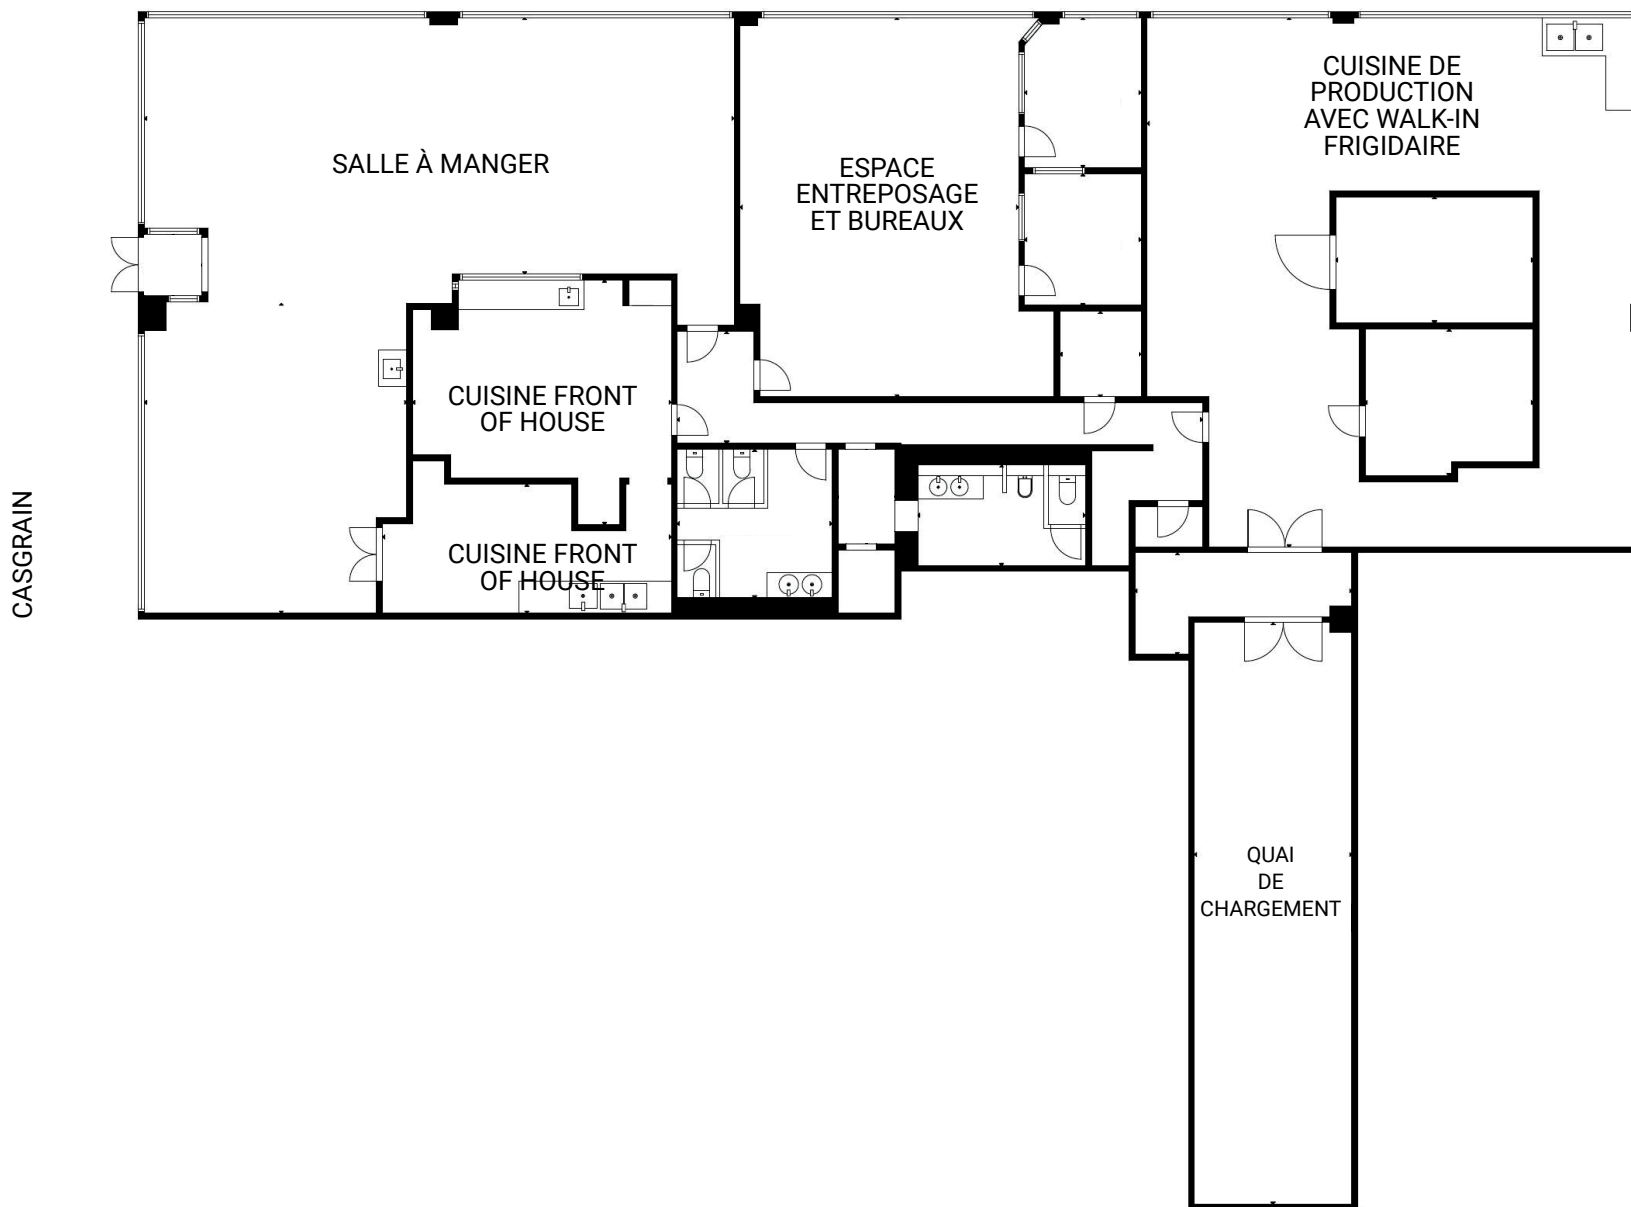 SALLE À MANGER
ESPACE
ENTREPOSAGE
ET BUREAUX
CUISINE DE
PRODUCTION
AVEC WALK-IN
FRIGIDAIRE
CUISINE FRONT
OF HOUSE
CUISINE FRONT
OF HOUSE
CASGRAIN
QUAI
DE
CHARGEMENT